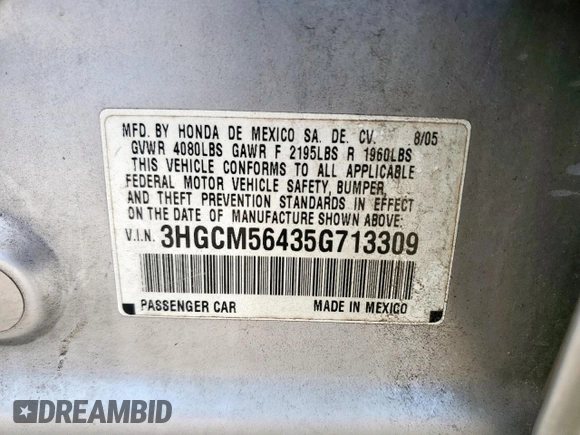 MFD. BY HONDA DE MEXICO SA. DE. CV. 8/05
GVWR 4080LBS GAWR F 2195LBS R 1960LBS
THIS VEHICLE CONFORMS TO ALL APPLICABLE
FEDERAL MOTOR VEHICLE SAFETY, BUMPER,
AND THEFT PREVENTION STANDARDS IN EFFECT
ON THE DATE OF MANUFACTURE SHOWN ABOVE.
V.I.N. 3HGCM56435G713309
PASSENGER CAR MADE IN MEXICO
DREAMBID